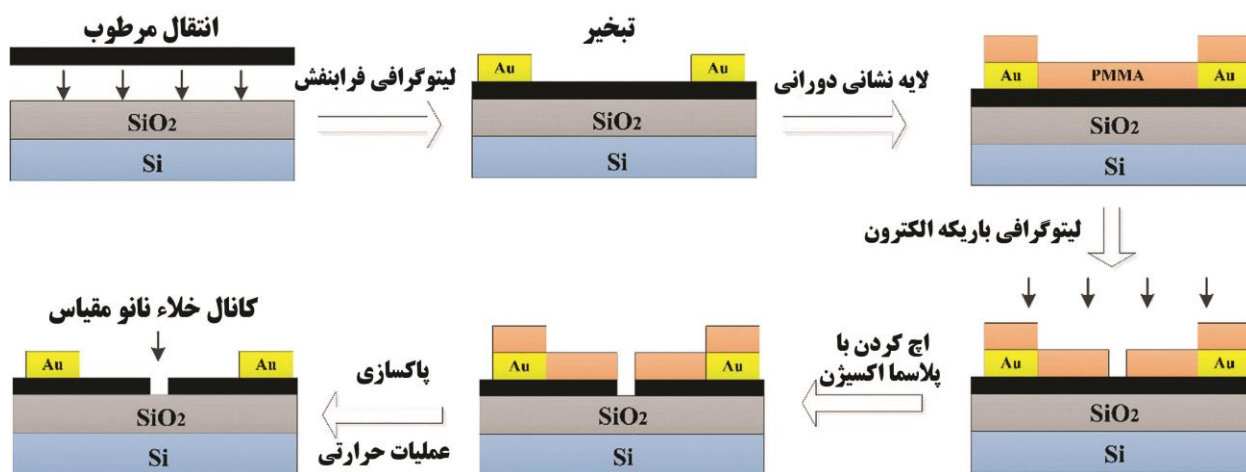 انتقال مرطوب
SiO2
Si
لیتوگرافی فرابنفش
تبخیر
Au
Au
SiO2
Si
لایه نشانی دورانی
Au
PMMA
Au
SiO2
Si
لیتوگرافی باریکه الکترون
Au
Au
SiO2
Si
اچ کردن با
پلاسما اکسیژن
Au
Au
SiO2
Si
پاکسازی
عملیات حرارتی
کانال خلاء نانو مقیاس
Au
Au
SiO2
Si